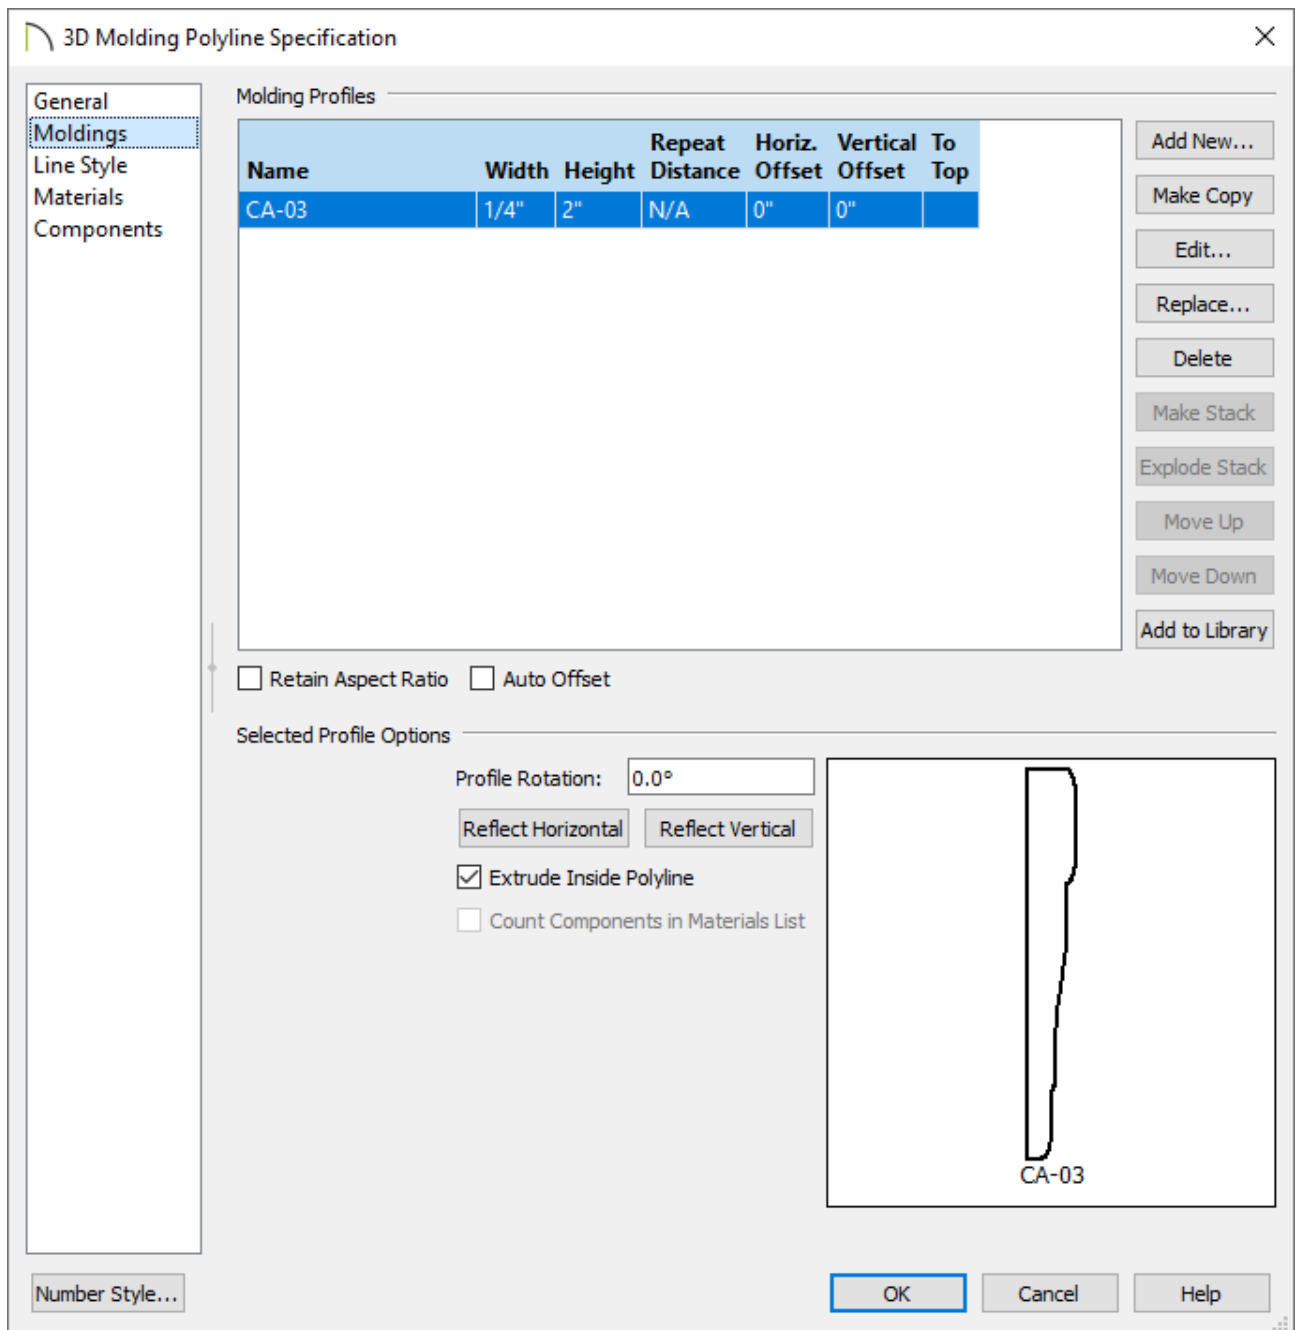 3D Molding Polyline Specification
General
Moldings
Line Style
Materials
Components
Molding Profiles
Name Width Height Repeat Distance Horiz. Offset Vertical Offset To Top
CA-03 1/4" 2" N/A 0" 0"
Add New...
Make Copy
Edit...
Replace...
Delete
Make Stack
Explode Stack
Move Up
Move Down
Add to Library
Retain Aspect Ratio Auto Offset
Selected Profile Options
Profile Rotation: 0.0°
Reflect Horizontal Reflect Vertical
Extrude Inside Polyline
Count Components in Materials List
CA-03
Number Style... OK Cancel Help